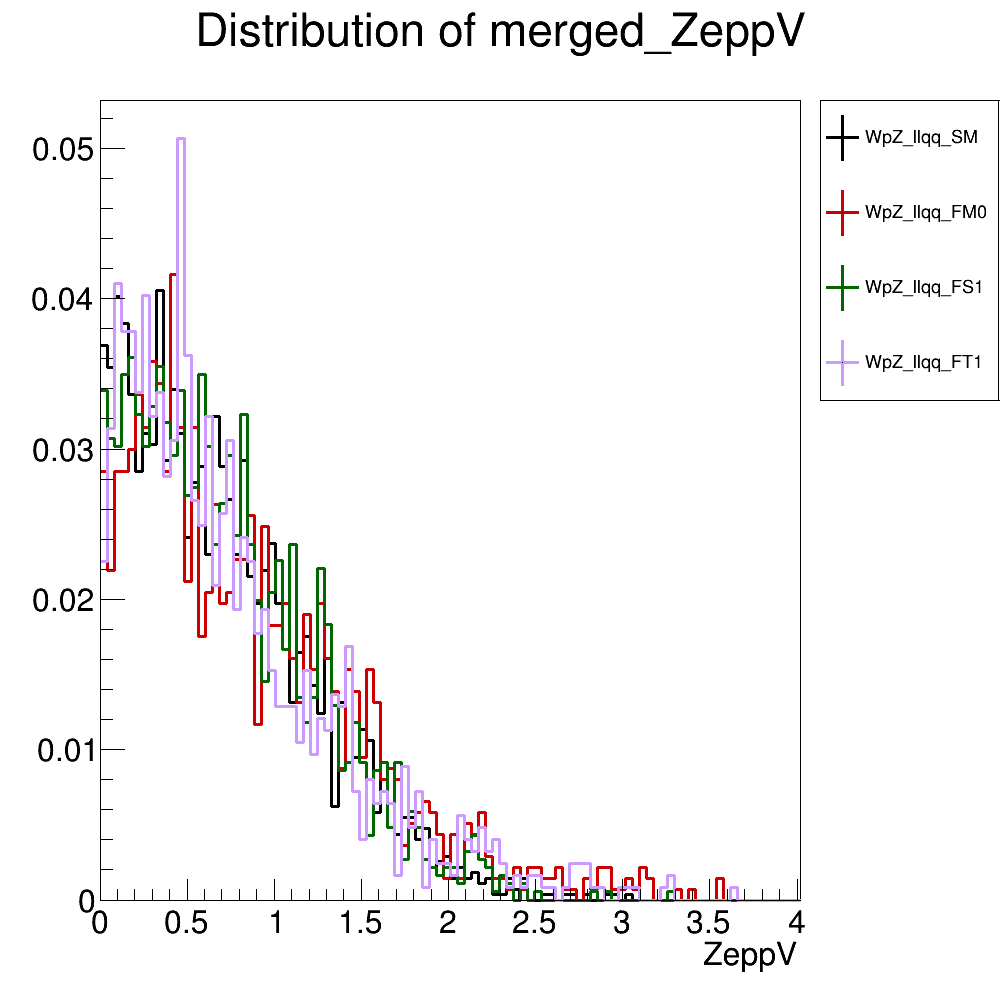 Distribution of merged_ZeppV
0.05
0.04
0.03
0.02
0.01
0
0 0.5 1 1.5 2 2.5 3 3.5 4
ZeppV
WpZ_llqq_SM
WpZ_llqq_FM0
WpZ_llqq_FS1
WpZ_llqq_FT1